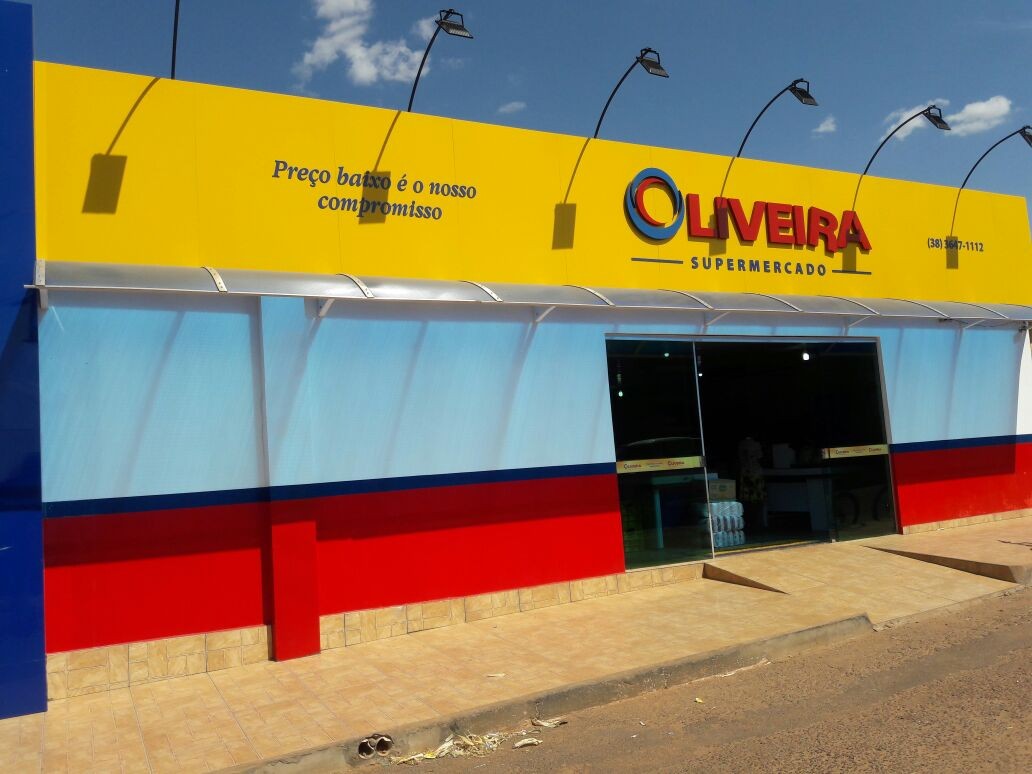 Preço baixo é o nosso
compromisso
OLIVEIRA
SUPERMERCADO
(38) 3647-1112